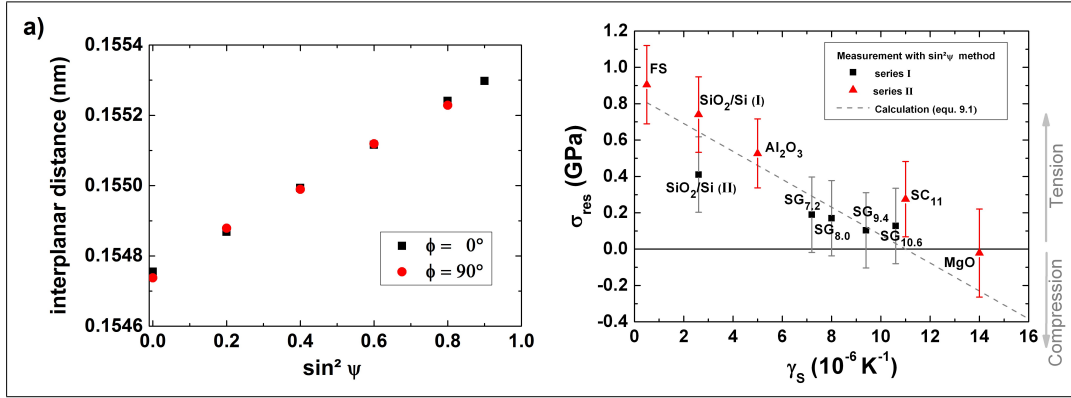 a)
0.1554
0.1552
0.1550
0.1548
0.1546
interplanar distance (nm)
0.0 0.2 0.4 0.6 0.8 1.0
sin² ψ
ϕ = 0°
ϕ = 90°
1.2
1.0
0.8
0.6
0.4
0.2
0.0
-0.2
-0.4
σres (GPa)
0 2 4 6 8 10 12 14 16
γS (10⁻⁶ K⁻¹)
Measurement with sin²ψ method
series I
series II
Calculation (equ. 9.1)
FS
SiO₂/Si (I)
SiO₂/Si (II)
Al₂O₃
SG7.2
SG8.0
SG9.4
SG10.6
SC11
MgO
Tension
Compression